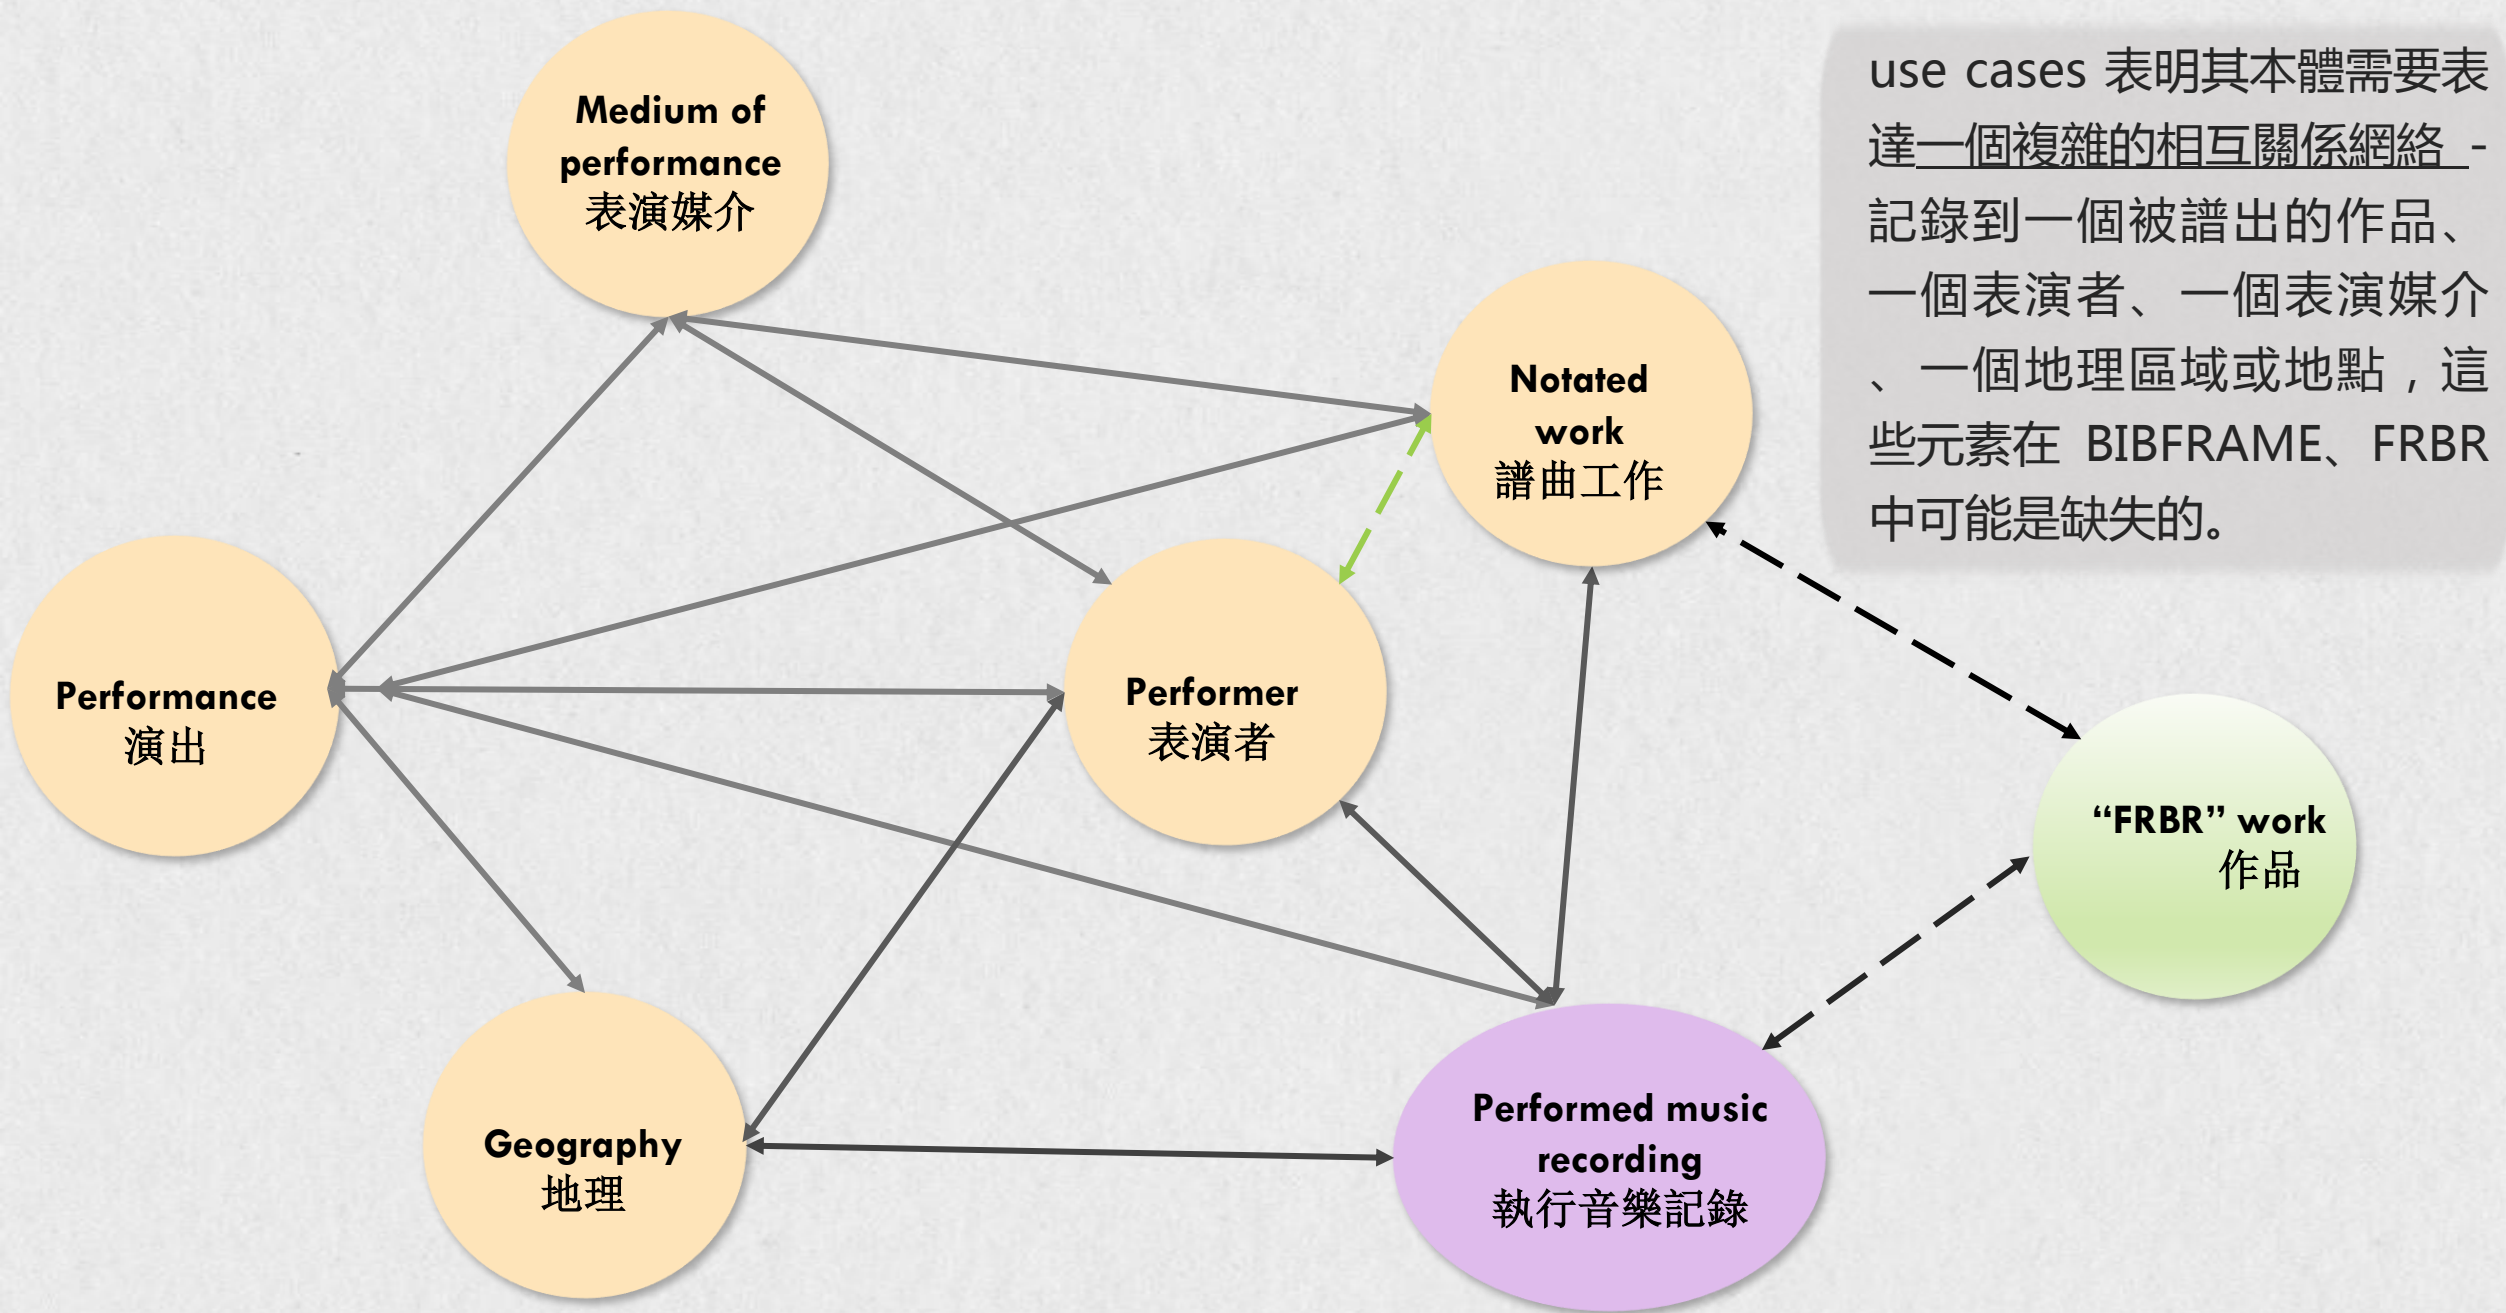 Medium of
performance
表演媒介
use cases 表明其本體需要表
達一個複雜的相互關係網絡 -
記錄到一個被譜出的作品、
一個表演者、一個表演媒介
、一個地理區域或地點，這
些元素在 BIBFRAME、FRBR
中可能是缺失的。
Notated
work
譜曲工作
Performance
演出
Performer
表演者
“FRBR” work
作品
Geography
地理
Performed music
recording
執行音樂記錄